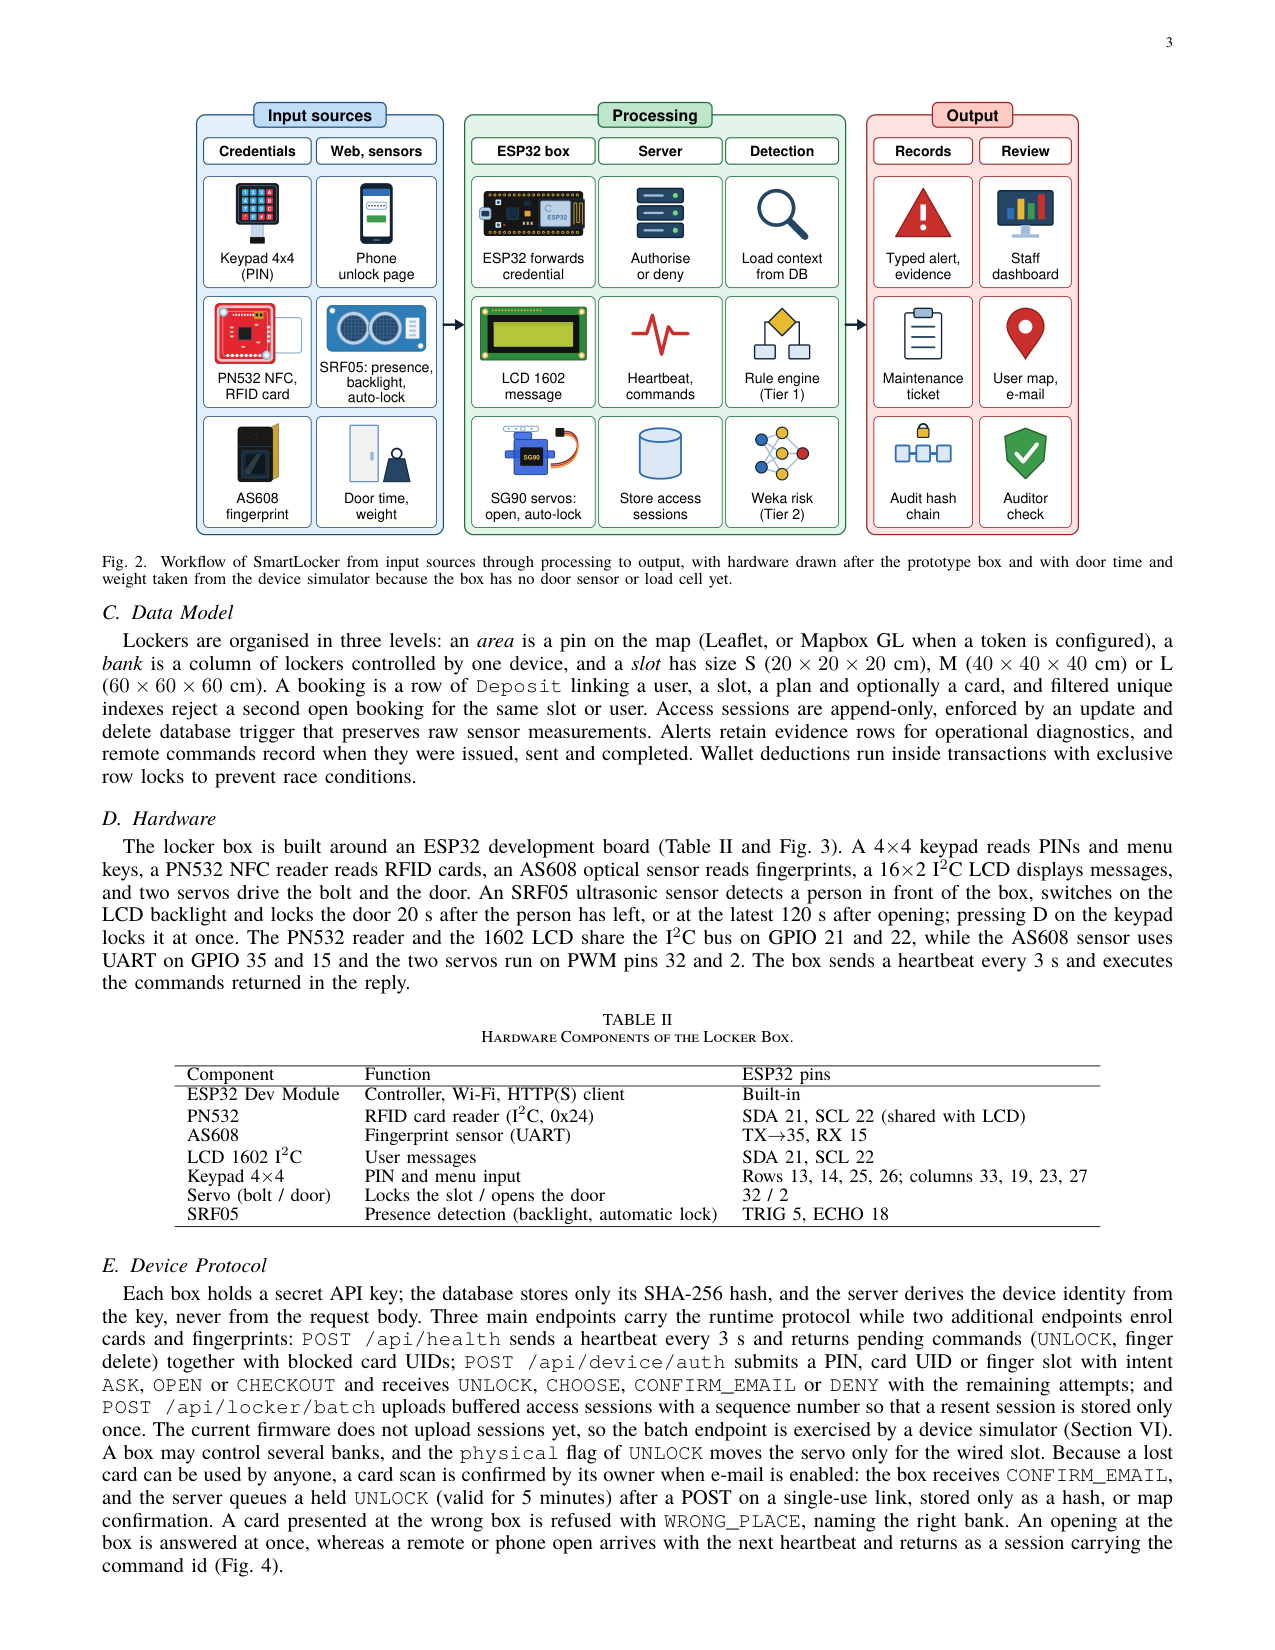 3
Input sources
Processing
Output
Credentials
Web, sensors
ESP32 box
Server
Detection
Records
Review
Keypad 4x4
(PIN)
Phone
unlock page
ESP32 forwards
credential
Authorise
or deny
Load context
from DB
Typed alert,
evidence
Staff
dashboard
PN532 NFC,
RFID card
SRF05: presence,
backlight,
auto-lock
LCD 1602
message
Heartbeat,
commands
Rule engine
(Tier 1)
Maintenance
ticket
User map,
e-mail
AS608
fingerprint
Door time,
weight
SG90
SG90 servos:
open, auto-lock
Store access
sessions
Weka risk
(Tier 2)
Audit hash
chain
Auditor
check
Fig. 2. Workflow of SmartLocker from input sources through processing to output, with hardware drawn after the prototype box and with door time and
weight taken from the device simulator because the box has no door sensor or load cell yet.
C. Data Model
Lockers are organised in three levels: an area is a pin on the map (Leaflet, or Mapbox GL when a token is configured), a
bank is a column of lockers controlled by one device, and a slot has size S (20 × 20 × 20 cm), M (40 × 40 × 40 cm) or L
(60 × 60 × 60 cm). A booking is a row of Deposit linking a user, a slot, a plan and optionally a card, and filtered unique
indexes reject a second open booking for the same slot or user. Access sessions are append-only, enforced by an update and
delete database trigger that preserves raw sensor measurements. Alerts retain evidence rows for operational diagnostics, and
remote commands record when they were issued, sent and completed. Wallet deductions run inside transactions with exclusive
row locks to prevent race conditions.
D. Hardware
The locker box is built around an ESP32 development board (Table II and Fig. 3). A 4×4 keypad reads PINs and menu
keys, a PN532 NFC reader reads RFID cards, an AS608 optical sensor reads fingerprints, a 16×2 I²C LCD displays messages,
and two servos drive the bolt and the door. An SRF05 ultrasonic sensor detects a person in front of the box, switches on the
LCD backlight and locks the door 20 s after the person has left, or at the latest 120 s after opening; pressing D on the keypad
locks it at once. The PN532 reader and the 1602 LCD share the I²C bus on GPIO 21 and 22, while the AS608 sensor uses
UART on GPIO 35 and 15 and the two servos run on PWM pins 32 and 2. The box sends a heartbeat every 3 s and executes
the commands returned in the reply.
TABLE II
Hardware Components of the Locker Box.
Component Function ESP32 pins
ESP32 Dev Module Controller, Wi-Fi, HTTP(S) client Built-in
PN532 RFID card reader (I²C, 0x24) SDA 21, SCL 22 (shared with LCD)
AS608 Fingerprint sensor (UART) TX→35, RX 15
LCD 1602 I²C User messages SDA 21, SCL 22
Keypad 4×4 PIN and menu input Rows 13, 14, 25, 26; columns 33, 19, 23, 27
Servo (bolt / door) Locks the slot / opens the door 32 / 2
SRF05 Presence detection (backlight, automatic lock) TRIG 5, ECHO 18
E. Device Protocol
Each box holds a secret API key; the database stores only its SHA-256 hash, and the server derives the device identity from
the key, never from the request body. Three main endpoints carry the runtime protocol while two additional endpoints enrol
cards and fingerprints: POST /api/health sends a heartbeat every 3 s and returns pending commands (UNLOCK, finger
delete) together with blocked card UIDs; POST /api/device/auth submits a PIN, card UID or finger slot with intent
ASK, OPEN or CHECKOUT and receives UNLOCK, CHOOSE, CONFIRM_EMAIL or DENY with the remaining attempts; and
POST /api/locker/batch uploads buffered access sessions with a sequence number so that a resent session is stored only
once. The current firmware does not upload sessions yet, so the batch endpoint is exercised by a device simulator (Section VI).
A box may control several banks, and the physical flag of UNLOCK moves the servo only for the wired slot. Because a lost
card can be used by anyone, a card scan is confirmed by its owner when e-mail is enabled: the box receives CONFIRM_EMAIL,
and the server queues a held UNLOCK (valid for 5 minutes) after a POST on a single-use link, stored only as a hash, or map
confirmation. A card presented at the wrong box is refused with WRONG_PLACE, naming the right bank. An opening at the
box is answered at once, whereas a remote or phone open arrives with the next heartbeat and returns as a session carrying the
command id (Fig. 4).